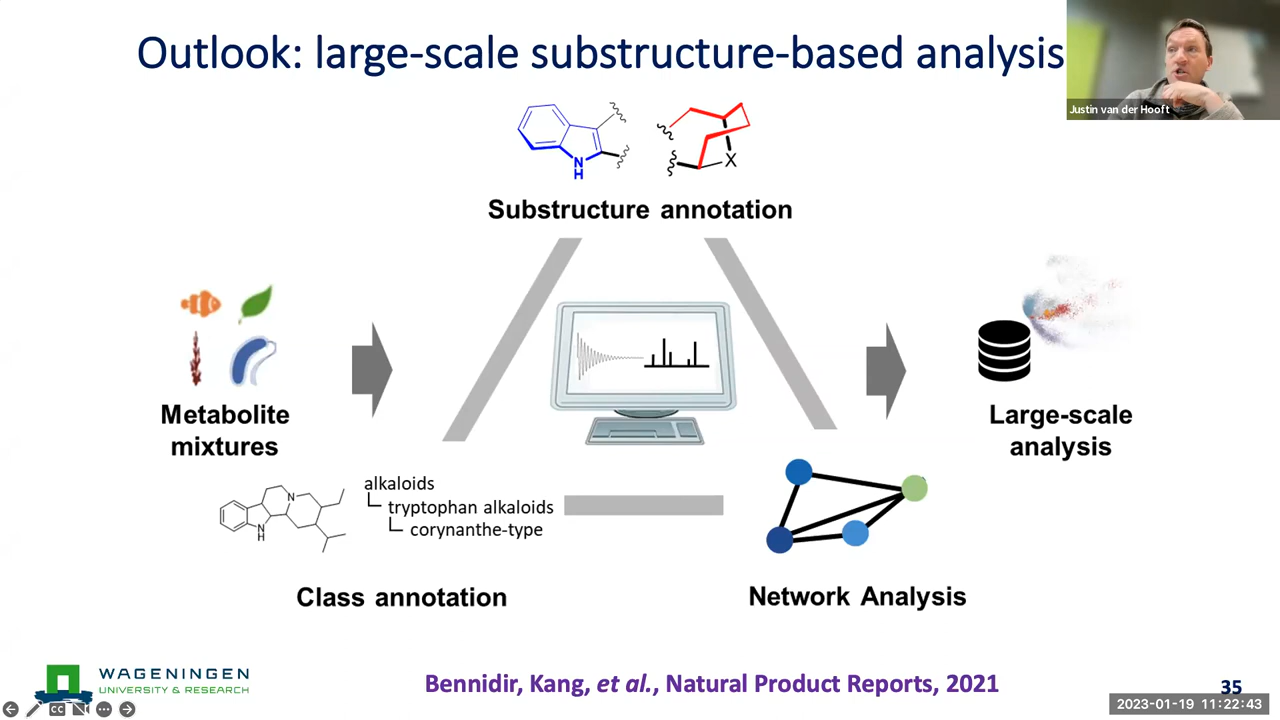 Outlook: large-scale substructure-based analysis
Justin van der Hooft
N
H
X
Substructure annotation
Metabolite
mixtures
Large-scale
analysis
alkaloids
tryptophan alkaloids
corynanthe-type
N
N
H
Class annotation
Network Analysis
WAGENINGEN
UNIVERSITY & RESEARCH
Bennidir, Kang, et al., Natural Product Reports, 2021
35
CC
2023-01-19 11:22:43